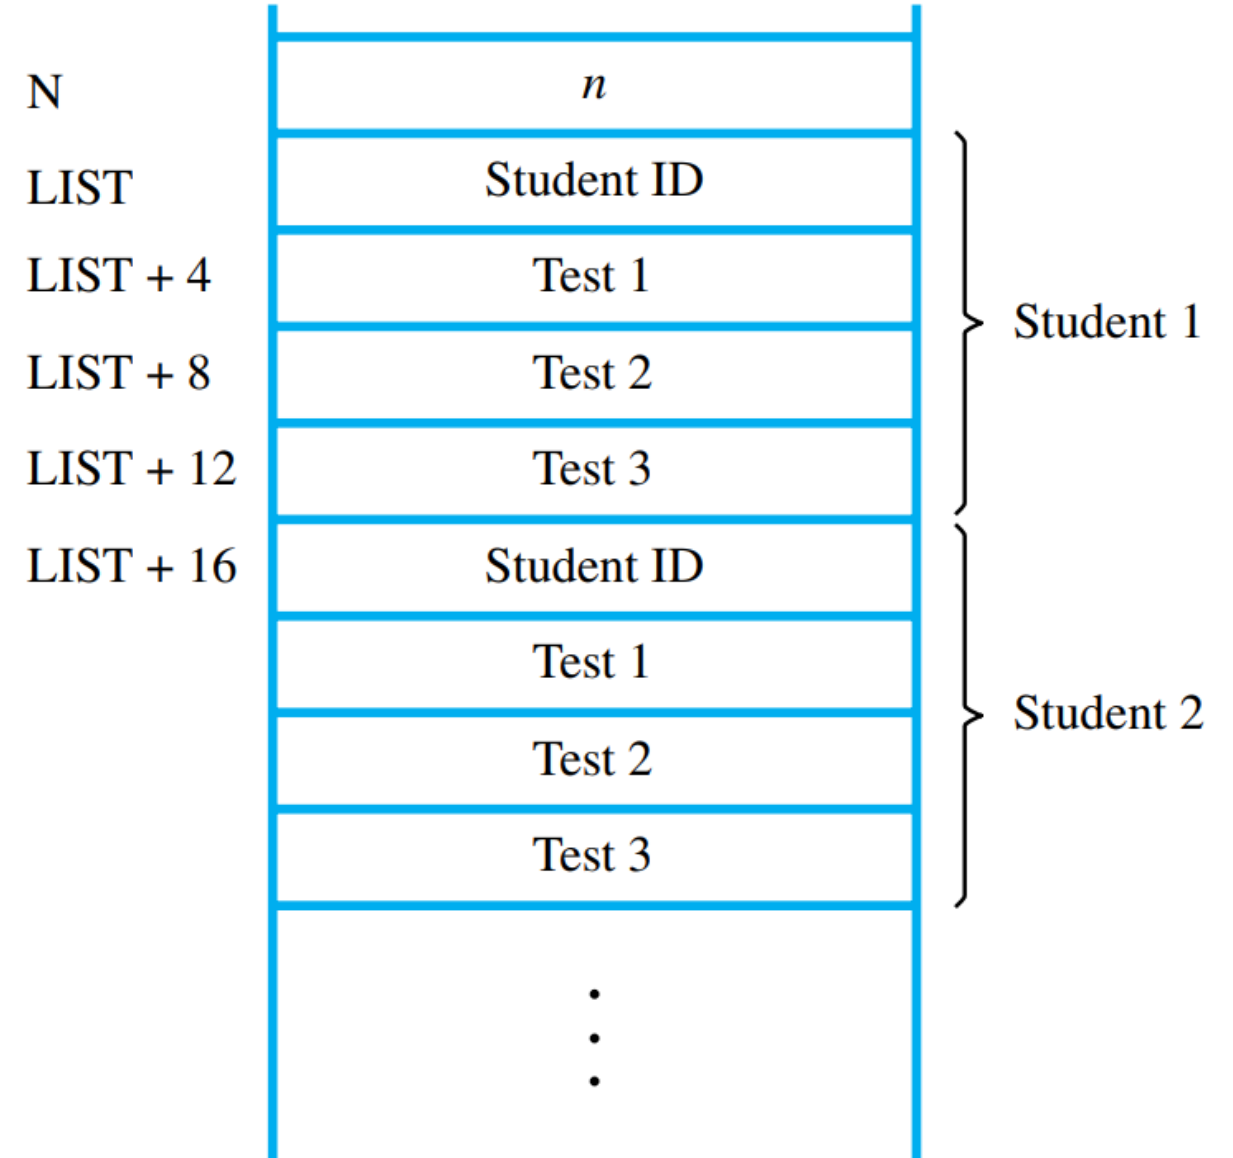 N n
LIST Student ID
LIST + 4 Test 1
Student 1
LIST + 8 Test 2
LIST + 12 Test 3
LIST + 16 Student ID
Test 1
Student 2
Test 2
Test 3